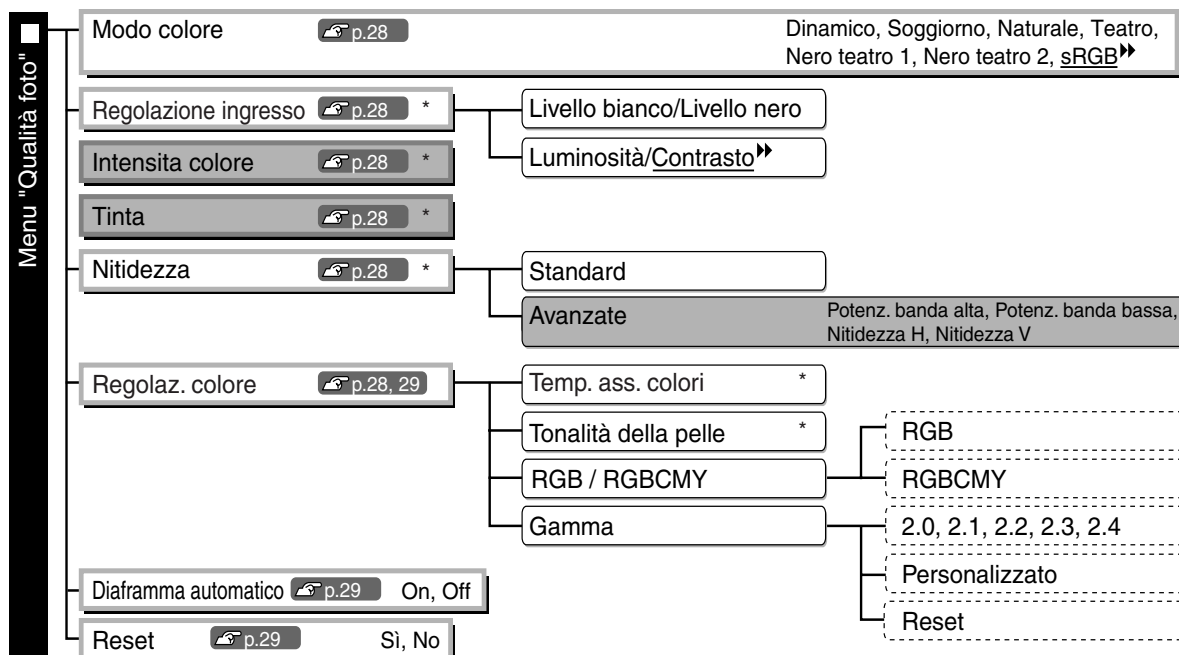 Menu "Qualità foto"
Modo colore p.28 Dinamico, Soggiorno, Naturale, Teatro,
Nero teatro 1, Nero teatro 2, sRGB
Regolazione ingresso p.28 * Livello bianco/Livello nero
Luminosità/Contrasto
Intensita colore p.28 *
Tinta p.28 *
Nitidezza p.28 * Standard
Avanzate Potenz. banda alta, Potenz. banda bassa,
Nitidezza H, Nitidezza V
Regolaz. colore p.28, 29 Temp. ass. colori *
Tonalità della pelle *
RGB / RGBCMY
RGB
RGBCMY
Gamma
2.0, 2.1, 2.2, 2.3, 2.4
Personalizzato
Reset
Diaframma automatico p.29 On, Off
Reset p.29 Sì, No